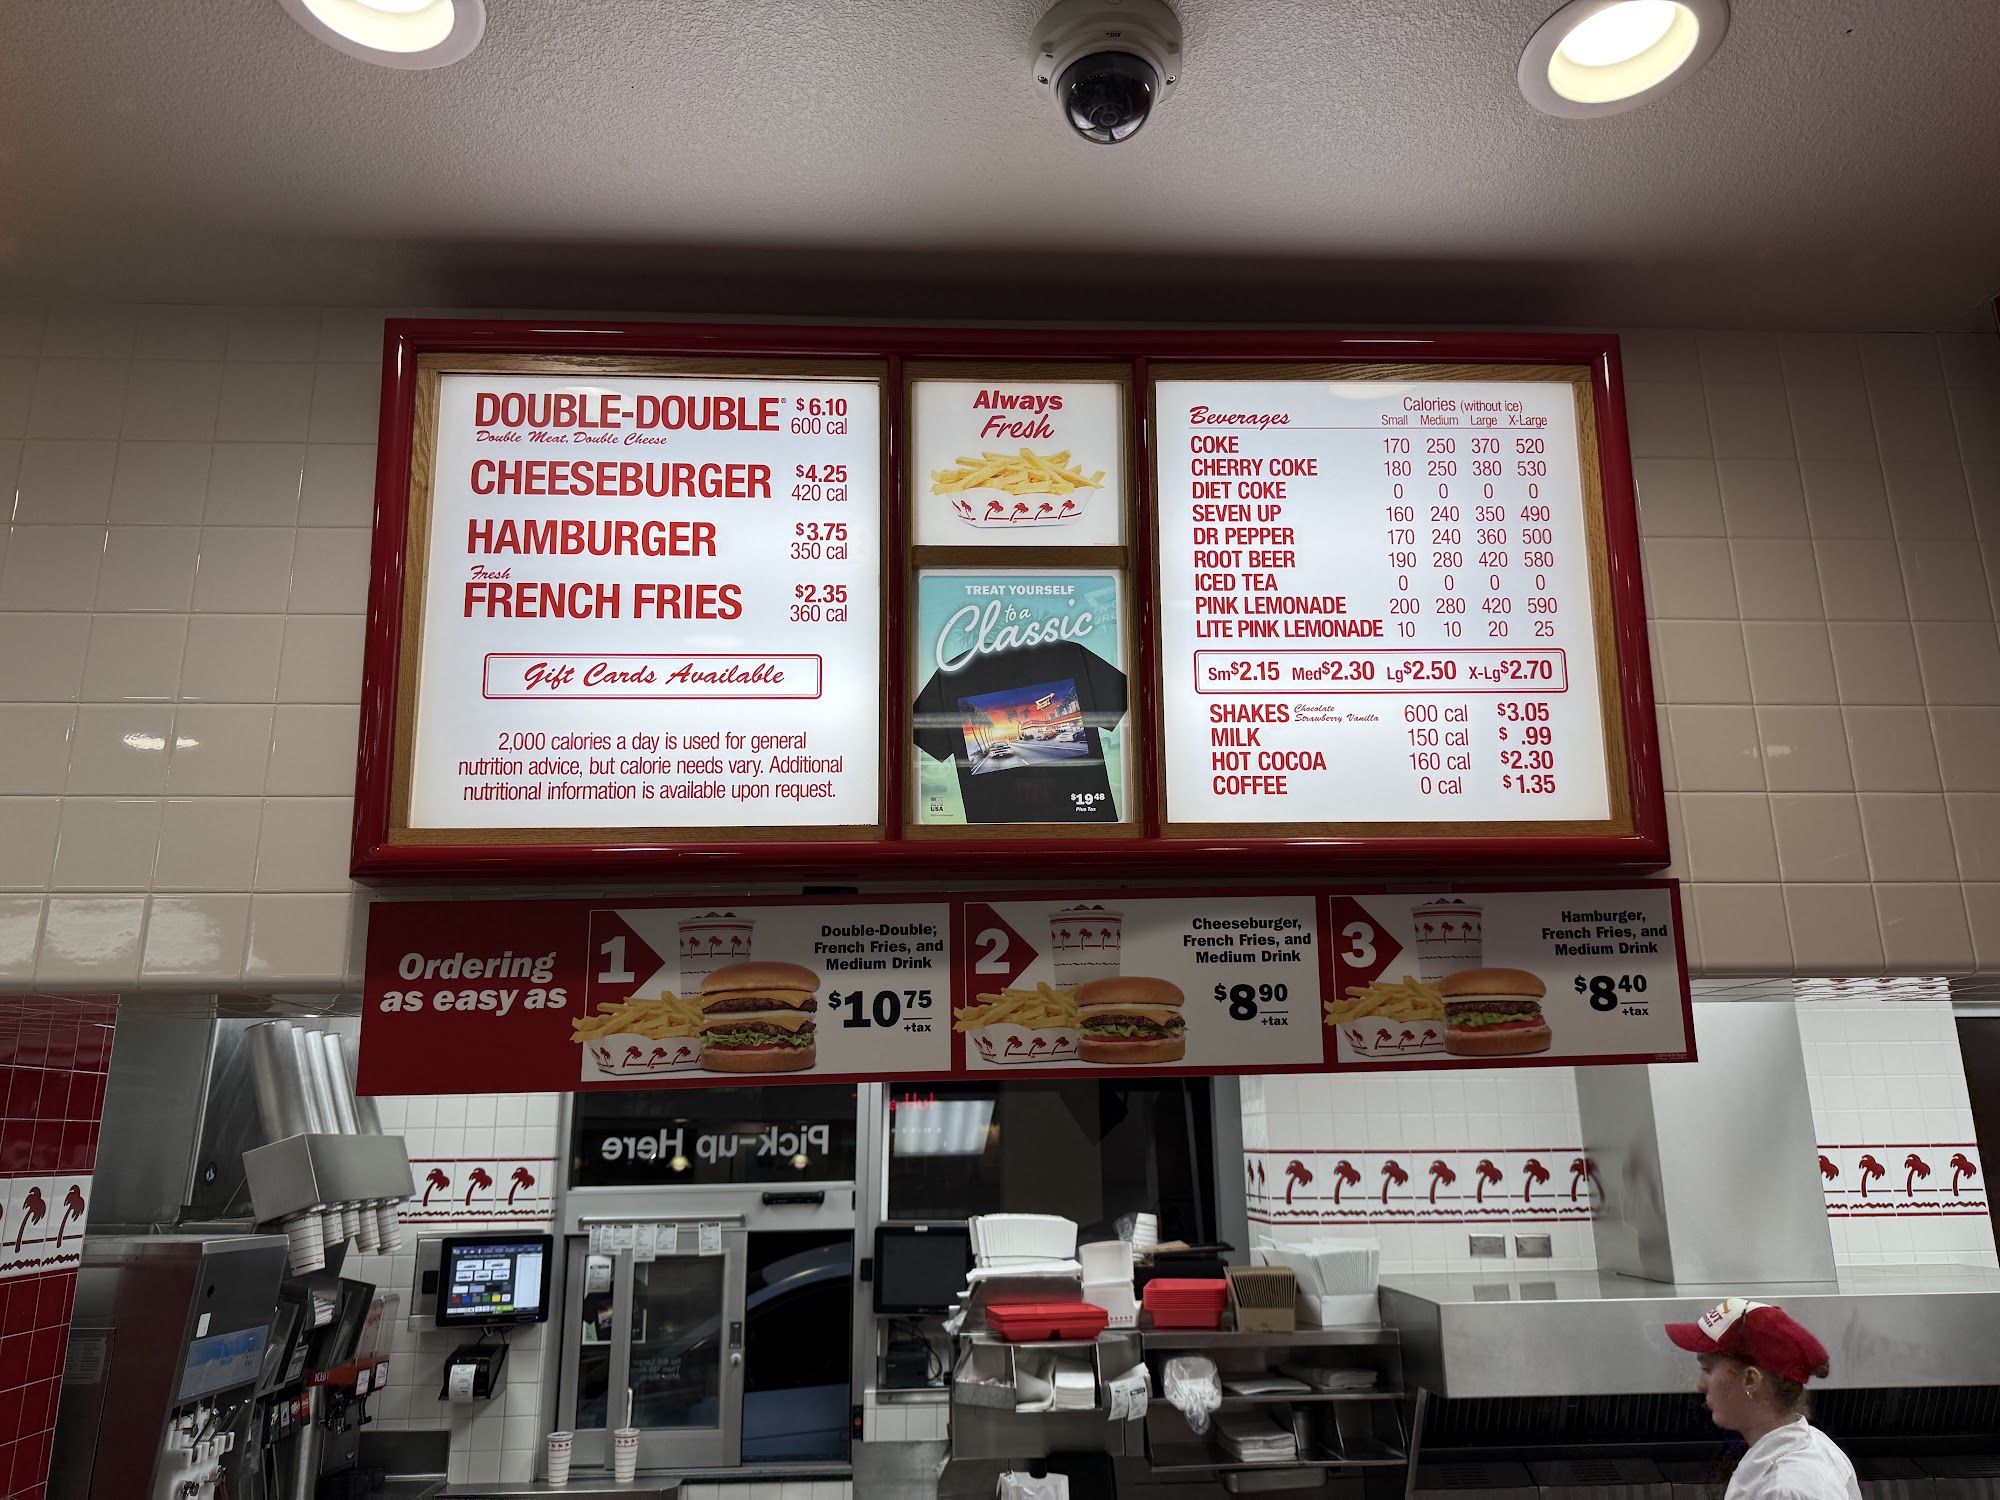 DOUBLE-DOUBLE® $6.10
Double Meat, Double Cheese 600 cal
CHEESEBURGER $4.25
420 cal
HAMBURGER $3.75
350 cal
Fresh
FRENCH FRIES $2.35
360 cal
Gift Cards Available
2,000 calories a day is used for general
nutrition advice, but calorie needs vary. Additional
nutritional information is available upon request.
Always
Fresh
TREAT YOURSELF
to a
Classic
$19.48
Plus Tax
USA
Beverages Calories (without ice)
Small Medium Large X-Large
COKE 170 250 370 520
CHERRY COKE 180 250 380 530
DIET COKE 0 0 0 0
SEVEN UP 160 240 350 490
DR PEPPER 170 240 360 500
ROOT BEER 190 280 420 580
ICED TEA 0 0 0 0
PINK LEMONADE 200 280 420 590
LITE PINK LEMONADE 10 10 20 25
Sm$2.15 Med$2.30 Lg$2.50 X-Lg$2.70
SHAKES Chocolate Strawberry Vanilla 600 cal $3.05
MILK 150 cal $ .99
HOT COCOA 160 cal $2.30
COFFEE 0 cal $1.35
Ordering
as easy as
1
Double-Double,
French Fries, and
Medium Drink
$10.75
+tax
2
Cheeseburger,
French Fries, and
Medium Drink
$8.90
+tax
3
Hamburger,
French Fries, and
Medium Drink
$8.40
+tax
Pick-up Here